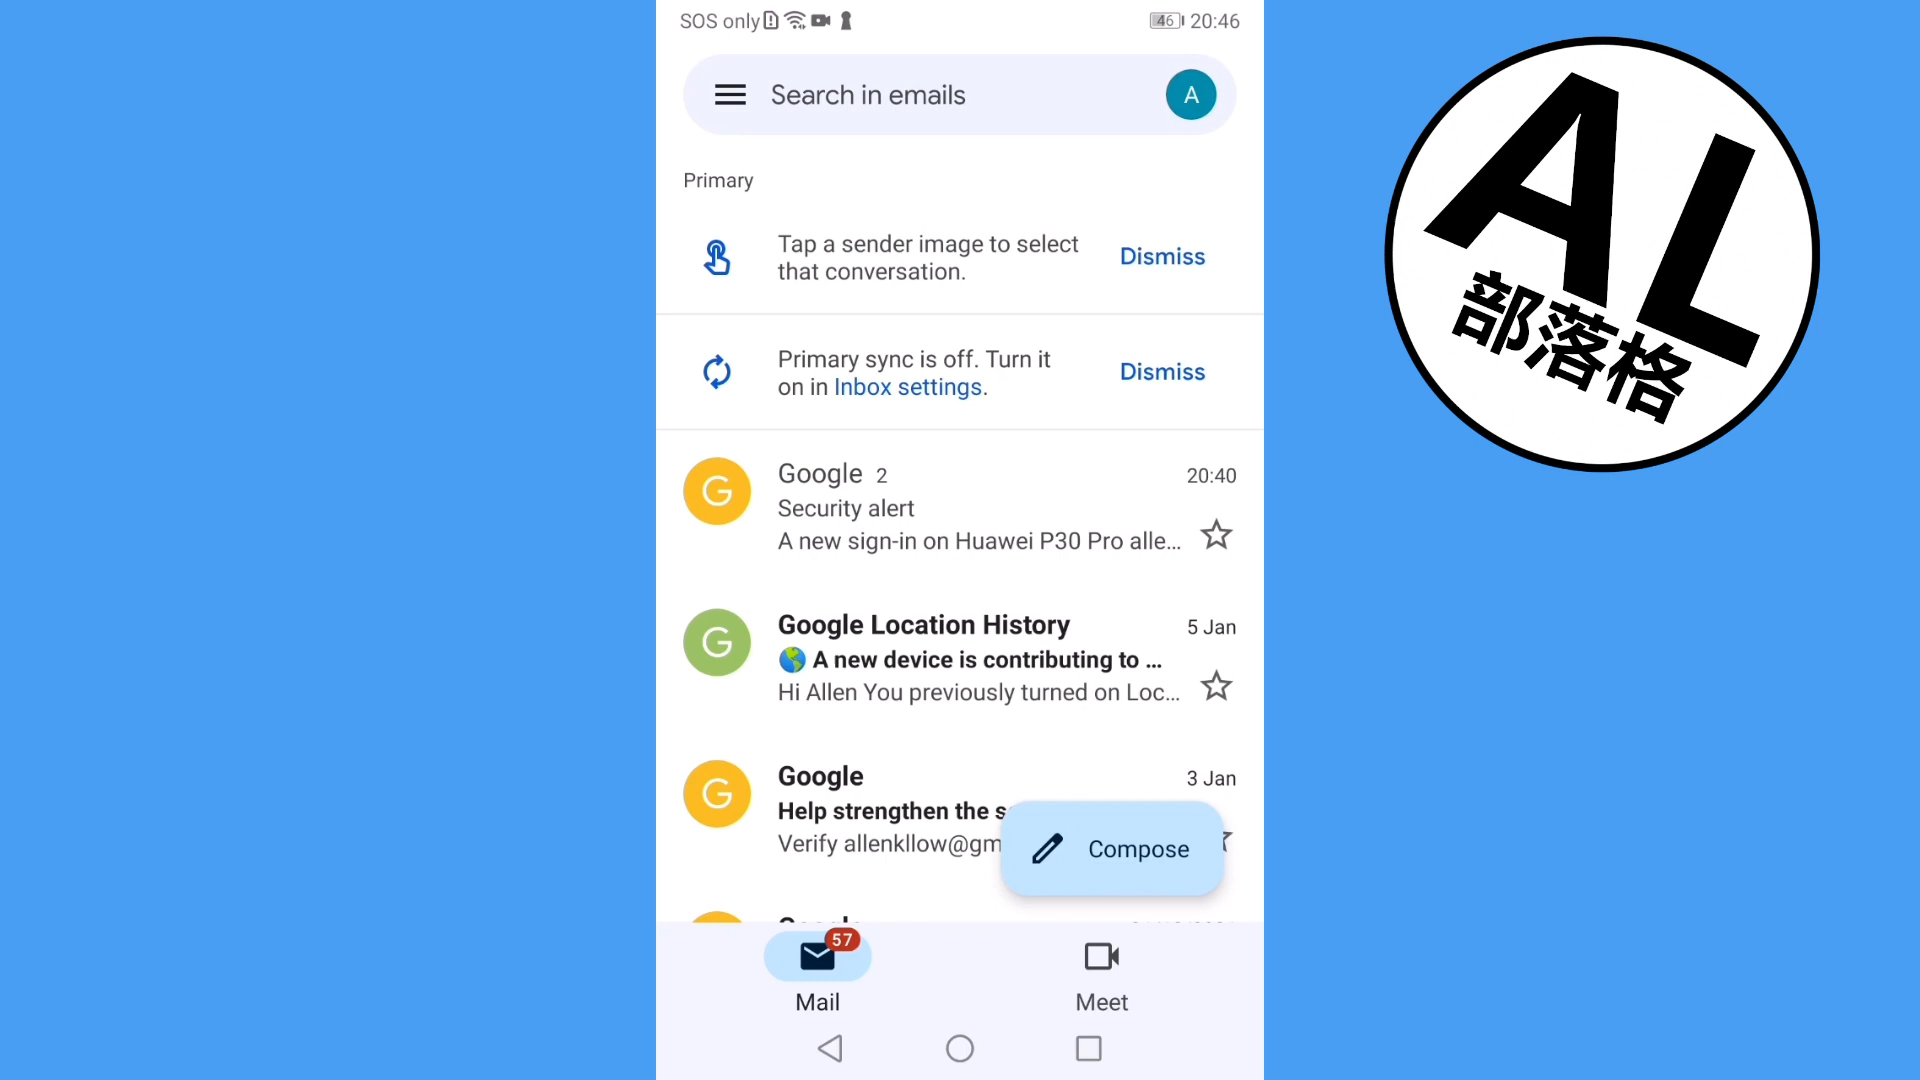 SOS only
46 20:46
Search in emails
A
Primary
Tap a sender image to select
that conversation.
Dismiss
Primary sync is off. Turn it
on in Inbox settings.
Dismiss
G
Google 2
20:40
Security alert
A new sign-in on Huawei P30 Pro alle...
G
Google Location History
5 Jan
🌎 A new device is contributing to ...
Hi Allen You previously turned on Loc...
G
Google
3 Jan
Help strengthen the s
Verify allenkllow@gm
Compose
57
Mail
Meet
AL
部落格